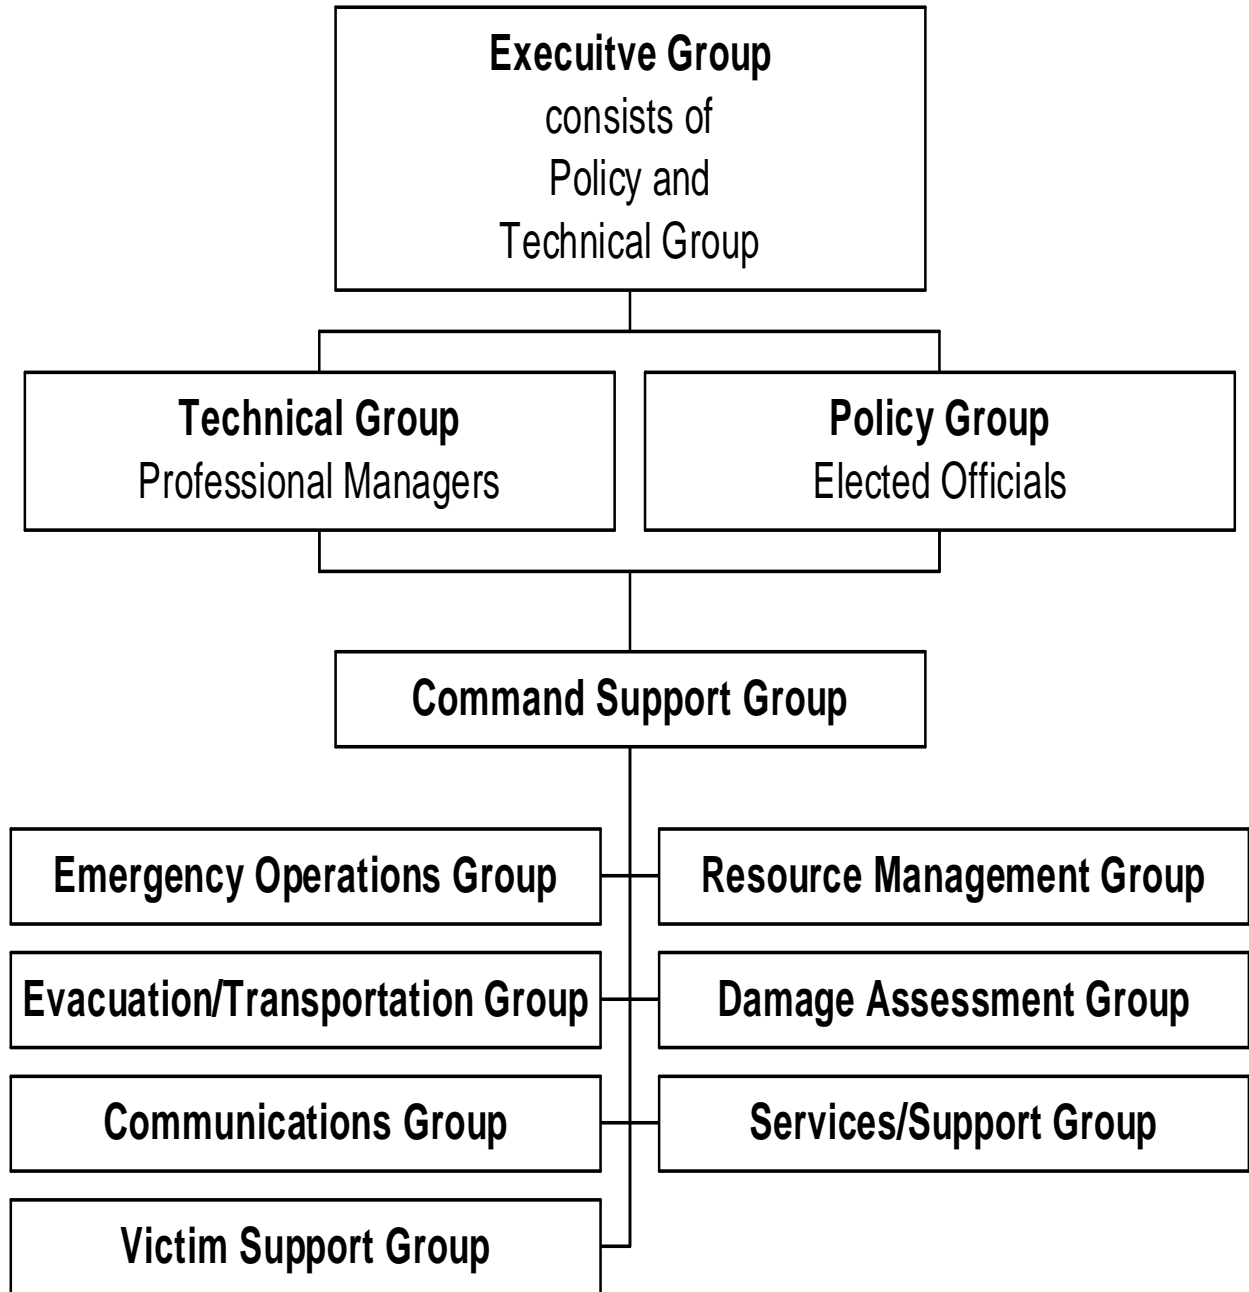 Execuitve Group
consists of
Policy and
Technical Group
Technical Group
Professional Managers
Policy Group
Elected Officials
Command Support Group
Emergency Operations Group
Resource Management Group
Evacuation/Transportation Group
Damage Assessment Group
Communications Group
Services/Support Group
Victim Support Group